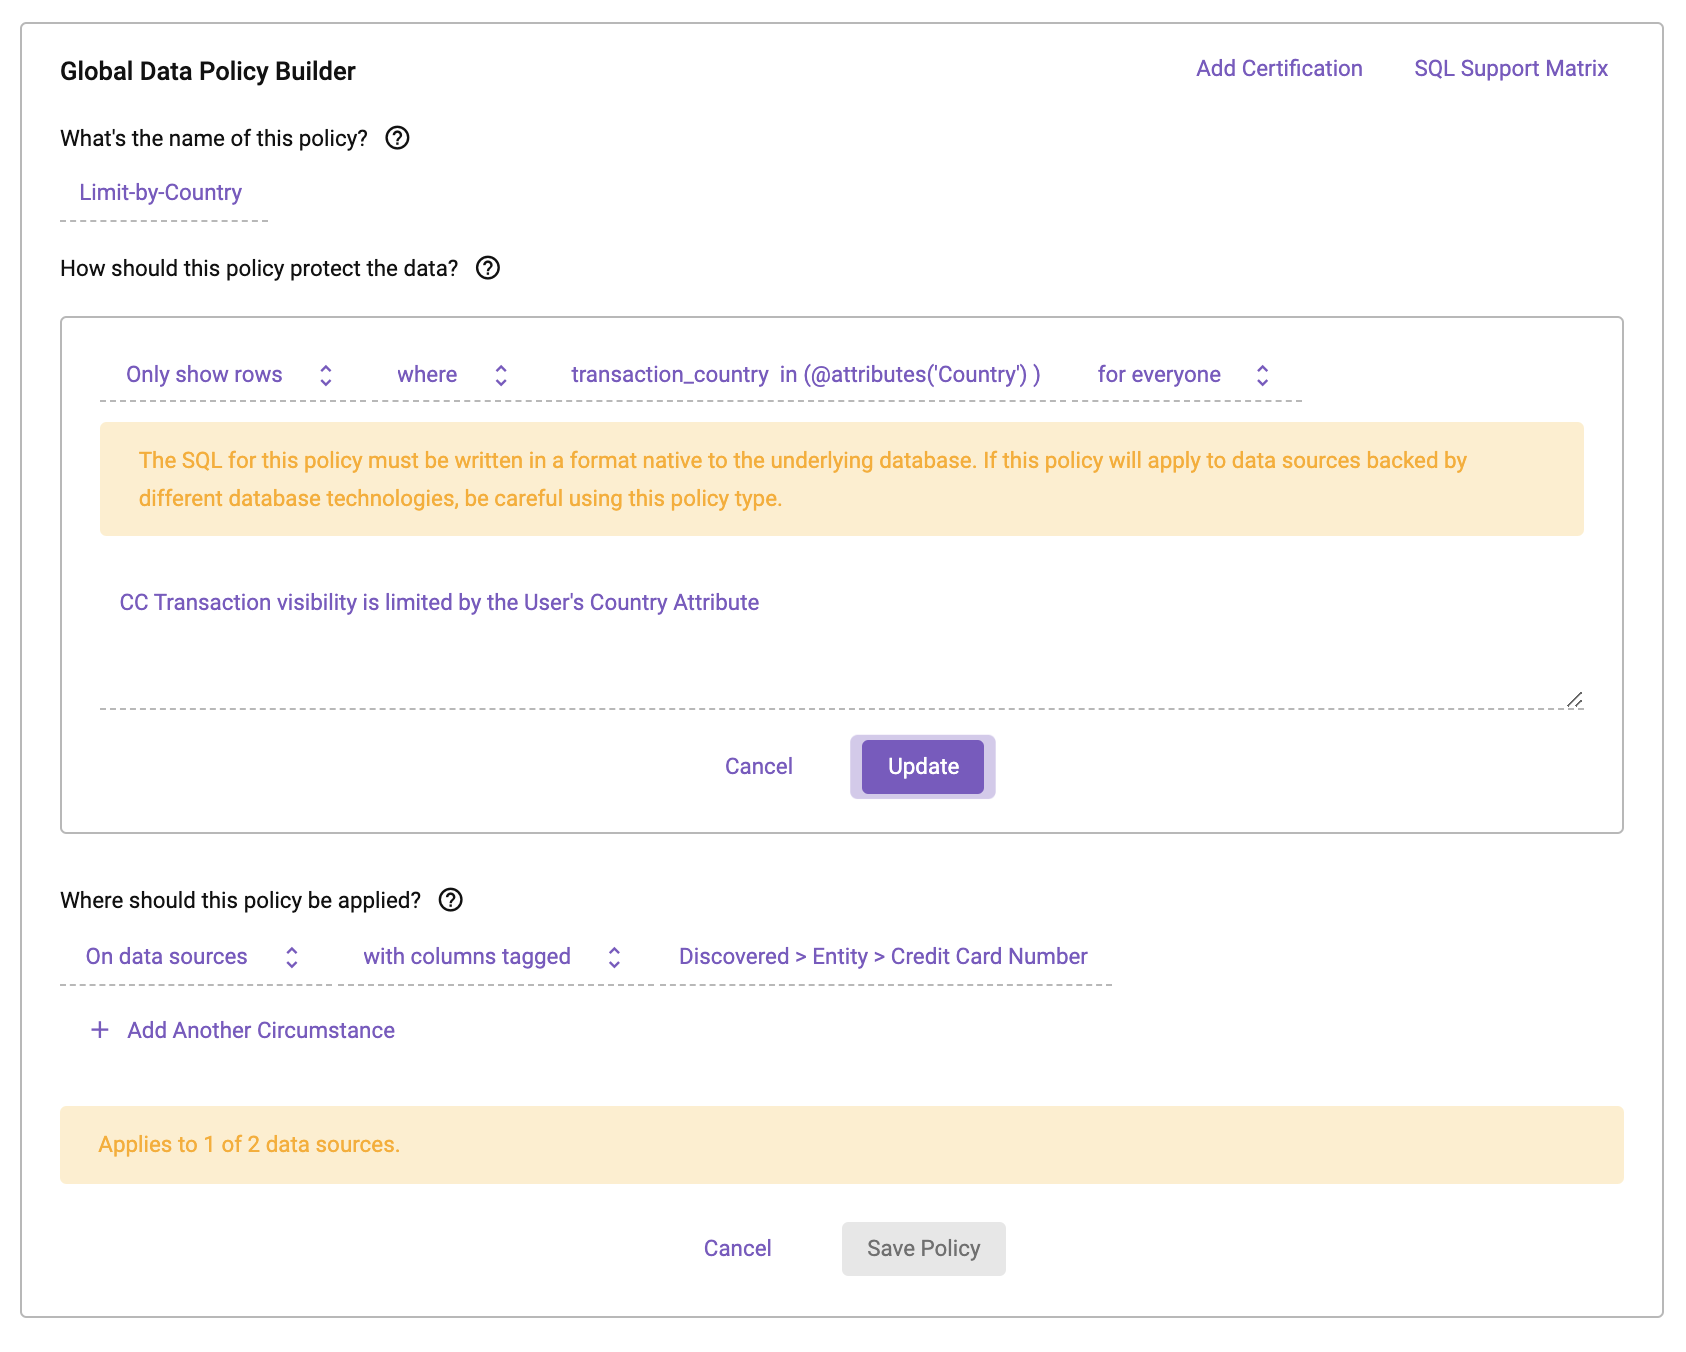 Global Data Policy Builder
Add Certification
SQL Support Matrix
What's the name of this policy?
Limit-by-Country
How should this policy protect the data?
Only show rows where transaction_country in (@attributes('Country') ) for everyone
The SQL for this policy must be written in a format native to the underlying database. If this policy will apply to data sources backed by
different database technologies, be careful using this policy type.
CC Transaction visibility is limited by the User's Country Attribute
Cancel
Update
Where should this policy be applied?
On data sources with columns tagged Discovered > Entity > Credit Card Number
+ Add Another Circumstance
Applies to 1 of 2 data sources.
Cancel
Save Policy